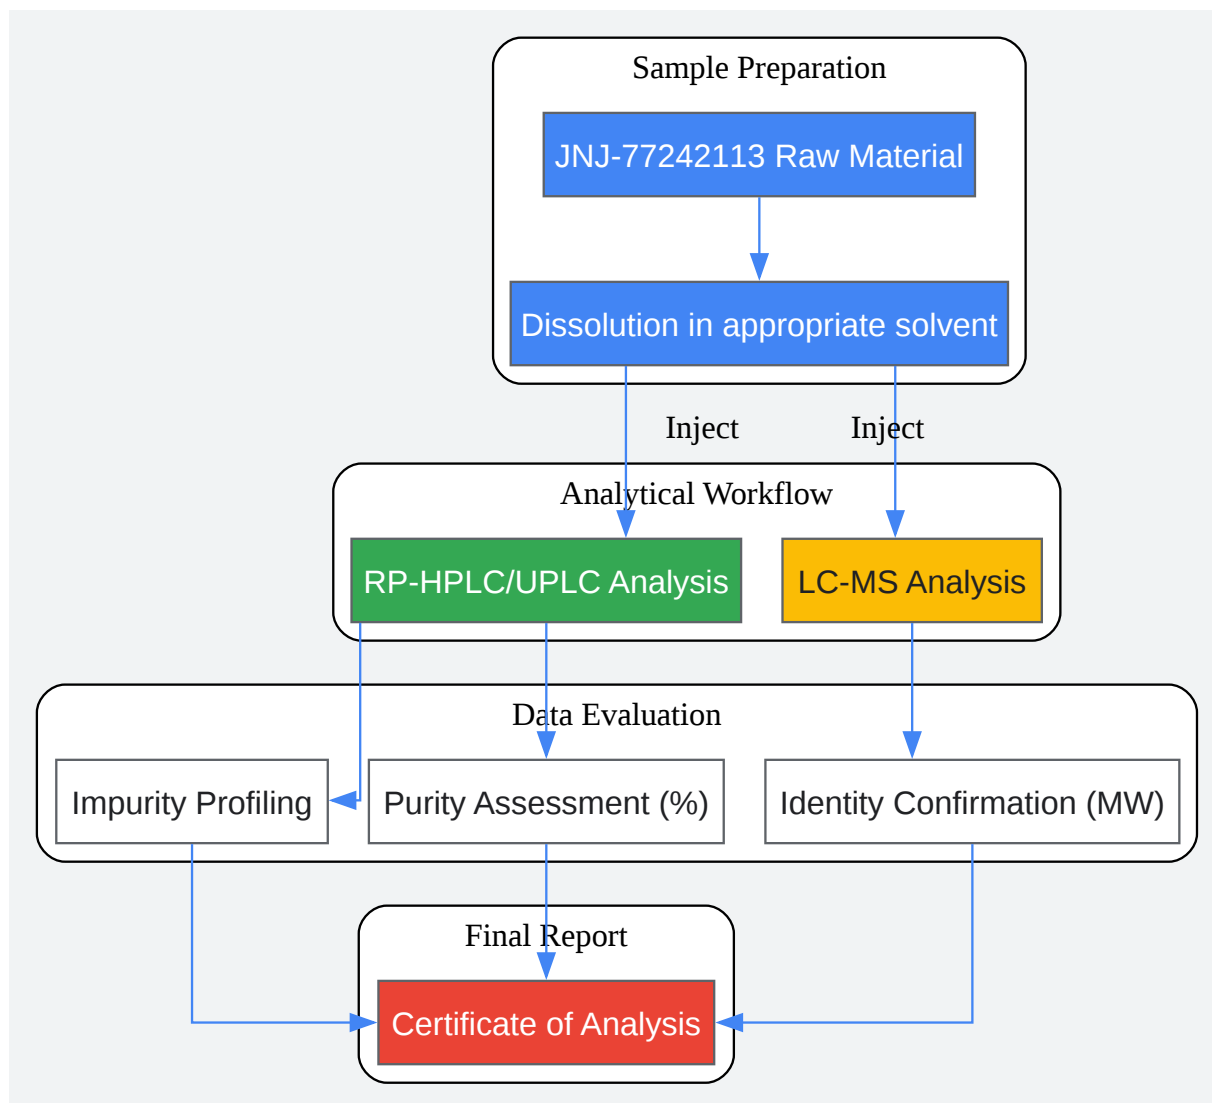 Sample Preparation
JNJ-77242113 Raw Material
Dissolution in appropriate solvent
Inject
Inject
Analytical Workflow
RP-HPLC/UPLC Analysis
LC-MS Analysis
Data Evaluation
Impurity Profiling
Purity Assessment (%)
Identity Confirmation (MW)
Final Report
Certificate of Analysis